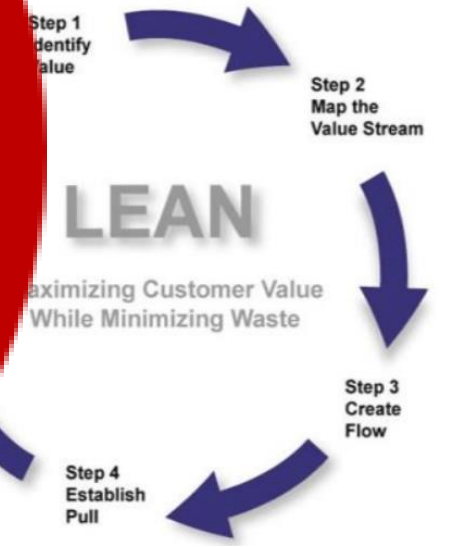 Step 1
dentify
alue
Step 2
Map the
Value Stream
LEAN
aximizing Customer Value
While Minimizing Waste
Step 3
Create
Flow
Step 4
Establish
Pull